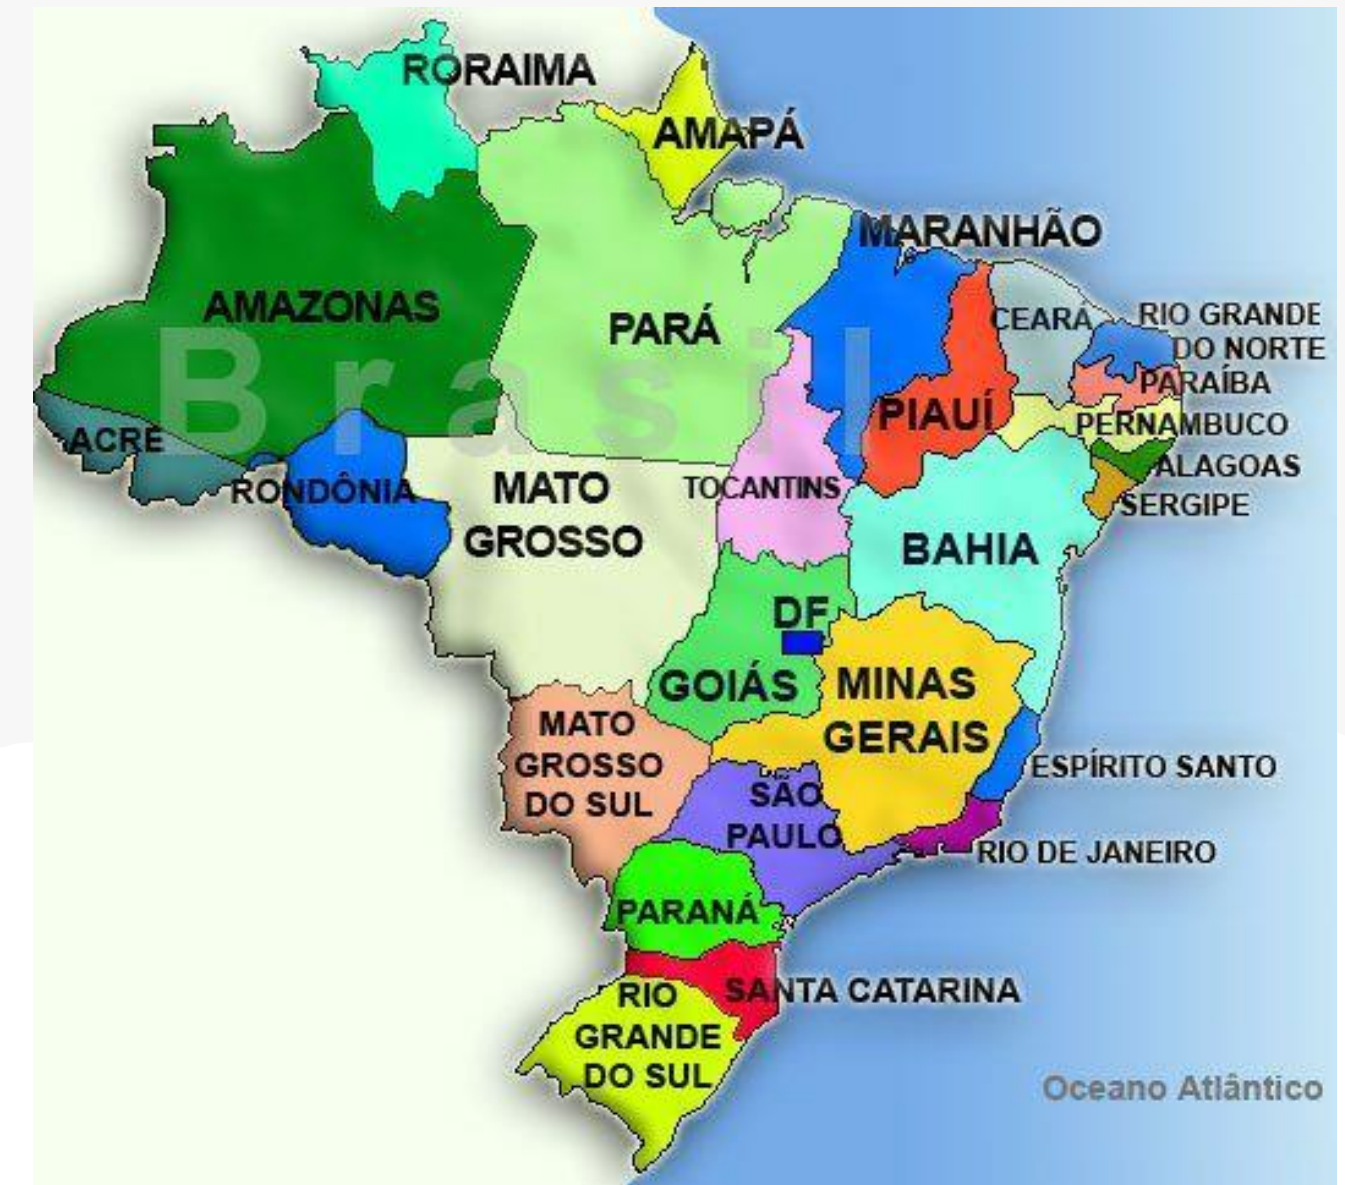 RORAIMA
AMAPÁ
MARANHÃO
AMAZONAS
PARÁ
CEARÁ
RIO GRANDE
DO NORTE
Brasil
PARAÍBA
PIAUÍ
PERNAMBUCO
ACRE
ALAGOAS
RONDÔNIA
MATO
GROSSO
TOCANTINS
SERGIPE
BAHIA
DF
GOIÁS
MINAS
GERAIS
MATO
GROSSO
DO SUL
ESPÍRITO SANTO
SÃO
PAULO
RIO DE JANEIRO
PARANÁ
SANTA CATARINA
RIO
GRANDE
DO SUL
Oceano Atlântico